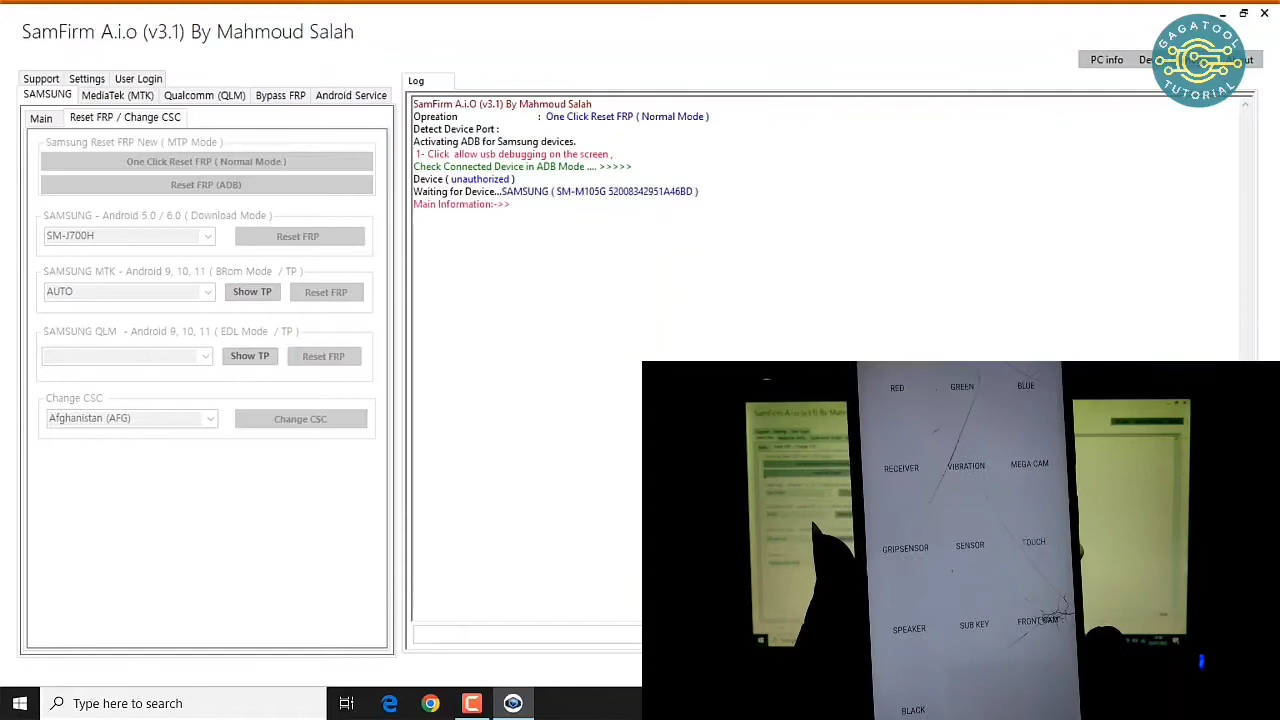 SamFirm A.i.o (v3.1) By Mahmoud Salah
GAGATOOL
TUTORIAL
PC info
Support Settings User Login
SAMSUNG MediaTek (MTK) Qualcomm (QLM) Bypass FRP Android Service
Main Reset FRP / Change CSC
Samsung Reset FRP New ( MTP Mode )
One Click Reset FRP ( Normal Mode )
Reset FRP (ADB)
SAMSUNG - Android 5.0 / 6.0 ( Download Mode )
SM-J700H Reset FRP
SAMSUNG MTK - Android 9, 10, 11 ( BRom Mode / TP )
AUTO Show TP Reset FRP
SAMSUNG QLM - Android 9, 10, 11 ( EDL Mode / TP )
Show TP Reset FRP
Change CSC
Afghanistan (AFG) Change CSC
Log
SamFirm A.i.O (v3.1) By Mahmoud Salah
Opreation : One Click Reset FRP ( Normal Mode )
Detect Device Port :
Activating ADB for Samsung devices.
1- Click allow usb debugging on the screen ,
Check Connected Device in ADB Mode .... >>>>>
Device ( unauthorized )
Waiting for Device...SAMSUNG ( SM-M105G 52008342951A46BD )
Main Information:->>
RED GREEN BLUE
RECEIVER VIBRATION MEGA CAM
GRIPSENSOR SENSOR TOUCH
SPEAKER SUB KEY FRONT CAM
BLACK
Type here to search